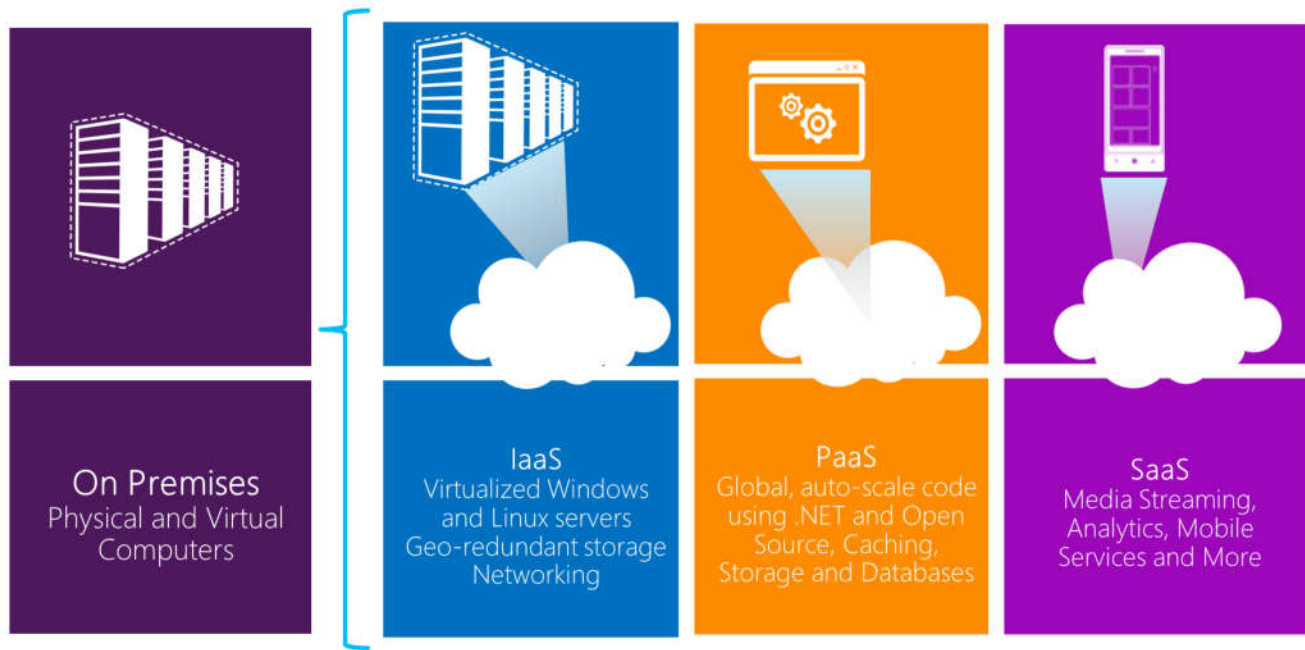 On Premises
Physical and Virtual
Computers
IaaS
Virtualized Windows
and Linux servers
Geo-redundant storage
Networking
PaaS
Global, auto-scale code
using .NET and Open
Source, Caching,
Storage and Databases
SaaS
Media Streaming,
Analytics, Mobile
Services and More